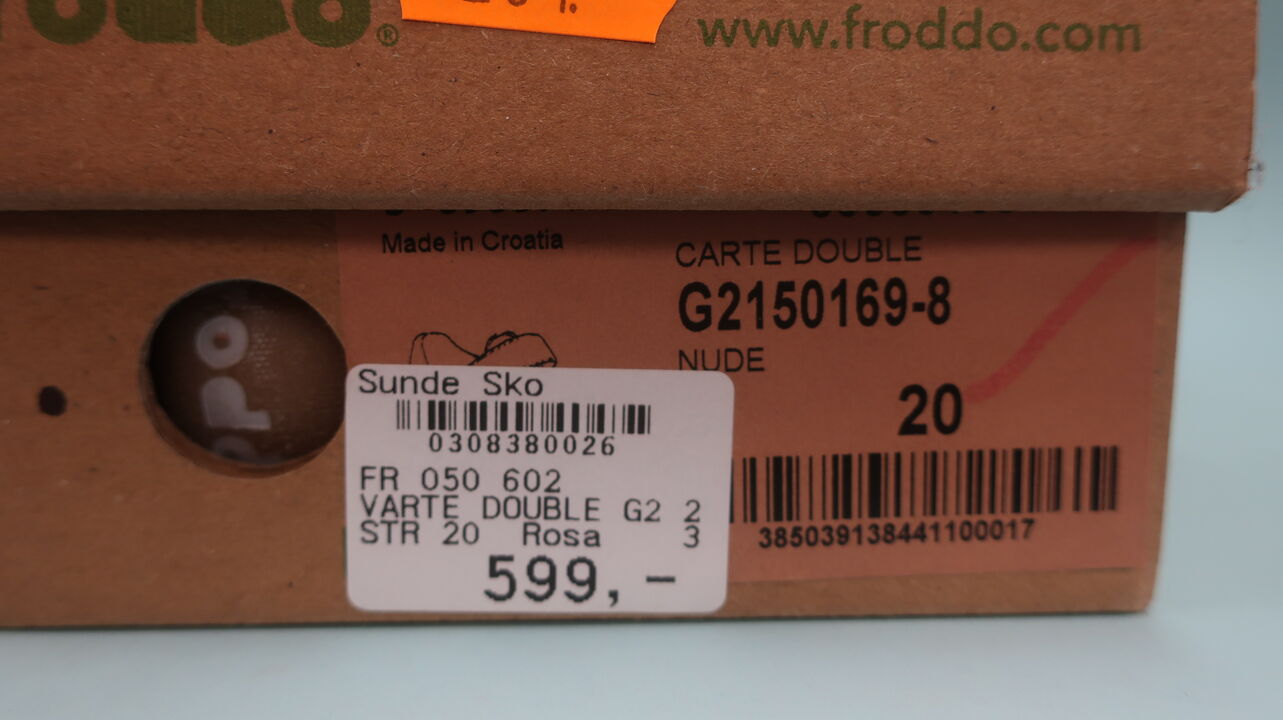 www.froddo.com
Made in Croatia
CARTE DOUBLE
G2150169-8
NUDE
20
385039138441100017
Sunde Sko
0308380026
FR 050 602
VARTE DOUBLE G2 2
STR 20 Rosa 3
599,-